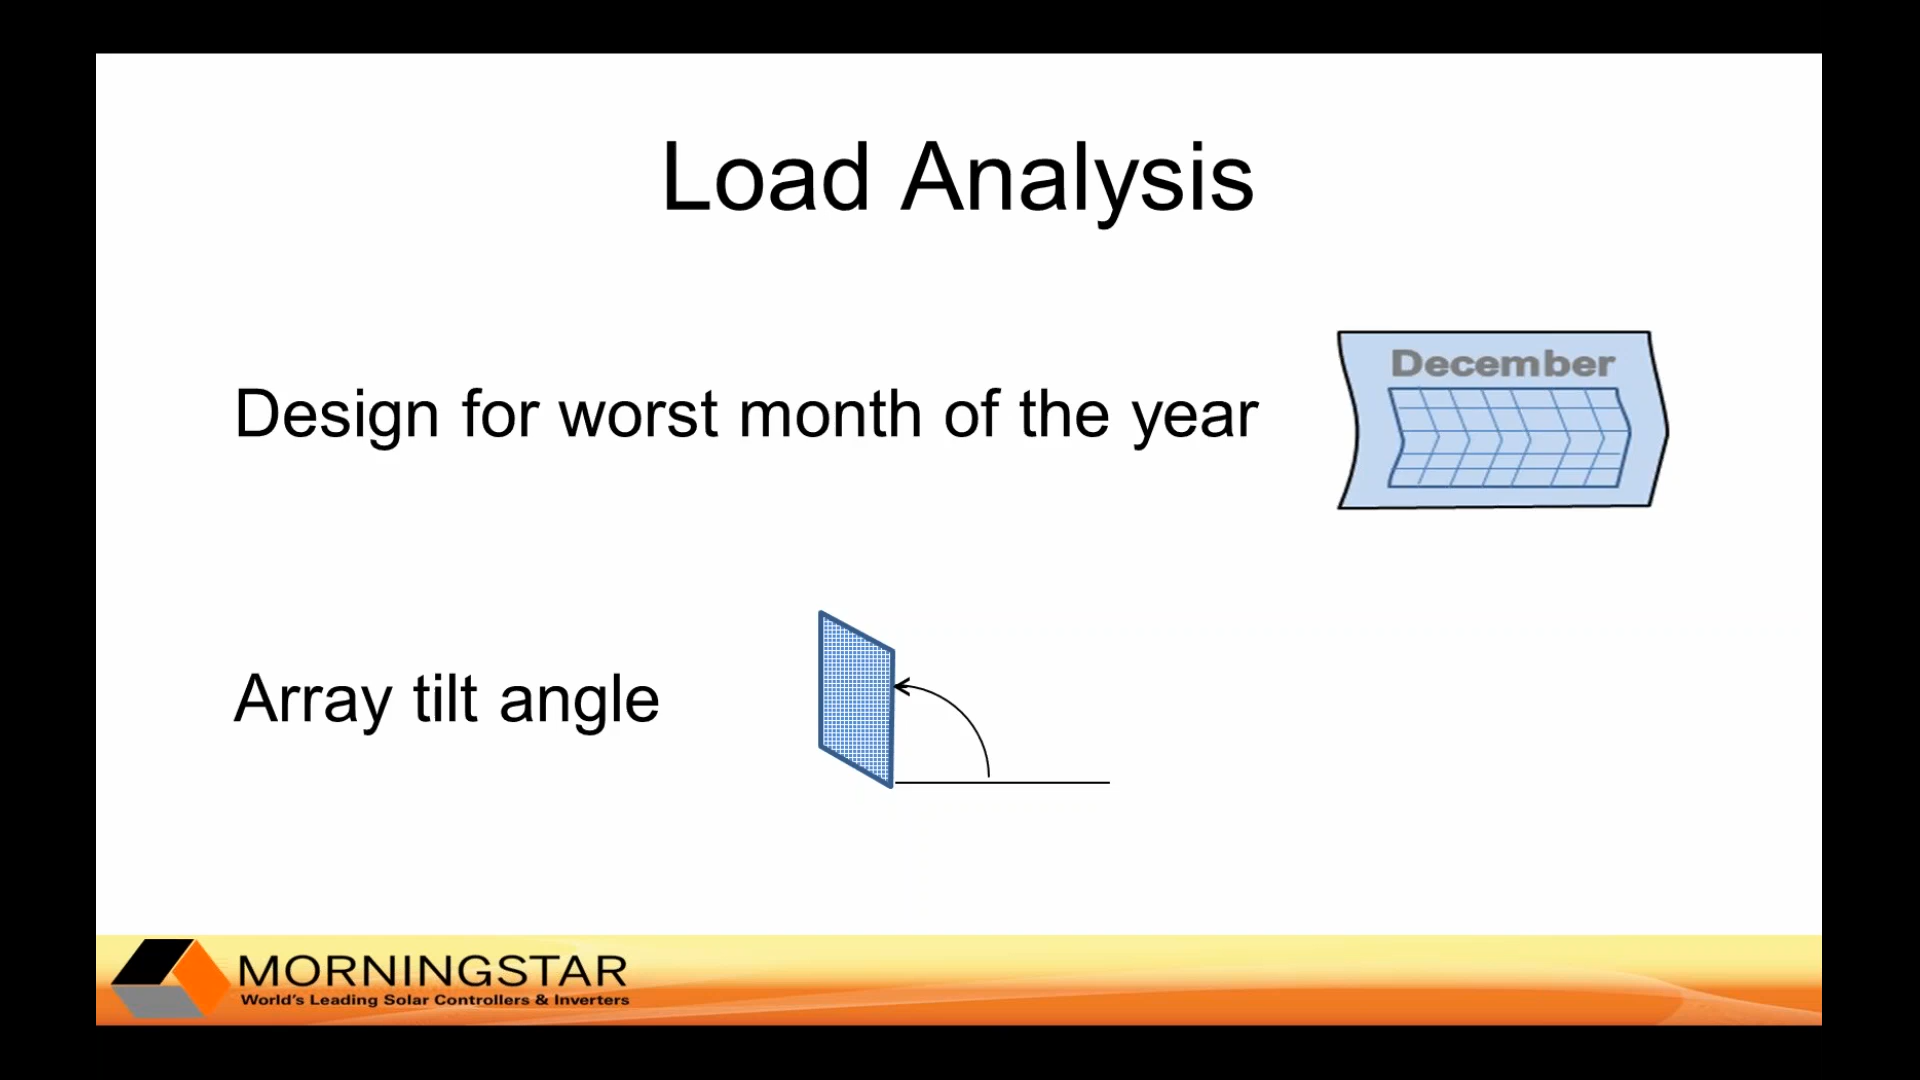 Load Analysis
December
Design for worst month of the year
Array tilt angle
MORNINGSTAR
World's Leading Solar Controllers & Inverters